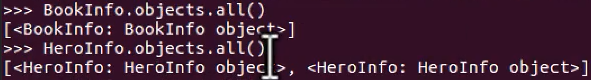 >>> BookInfo.objects.all()
[<BookInfo: BookInfo object>]
>>> HeroInfo.objects.all()
[<HeroInfo: HeroInfo object>, <HeroInfo: HeroInfo object>]